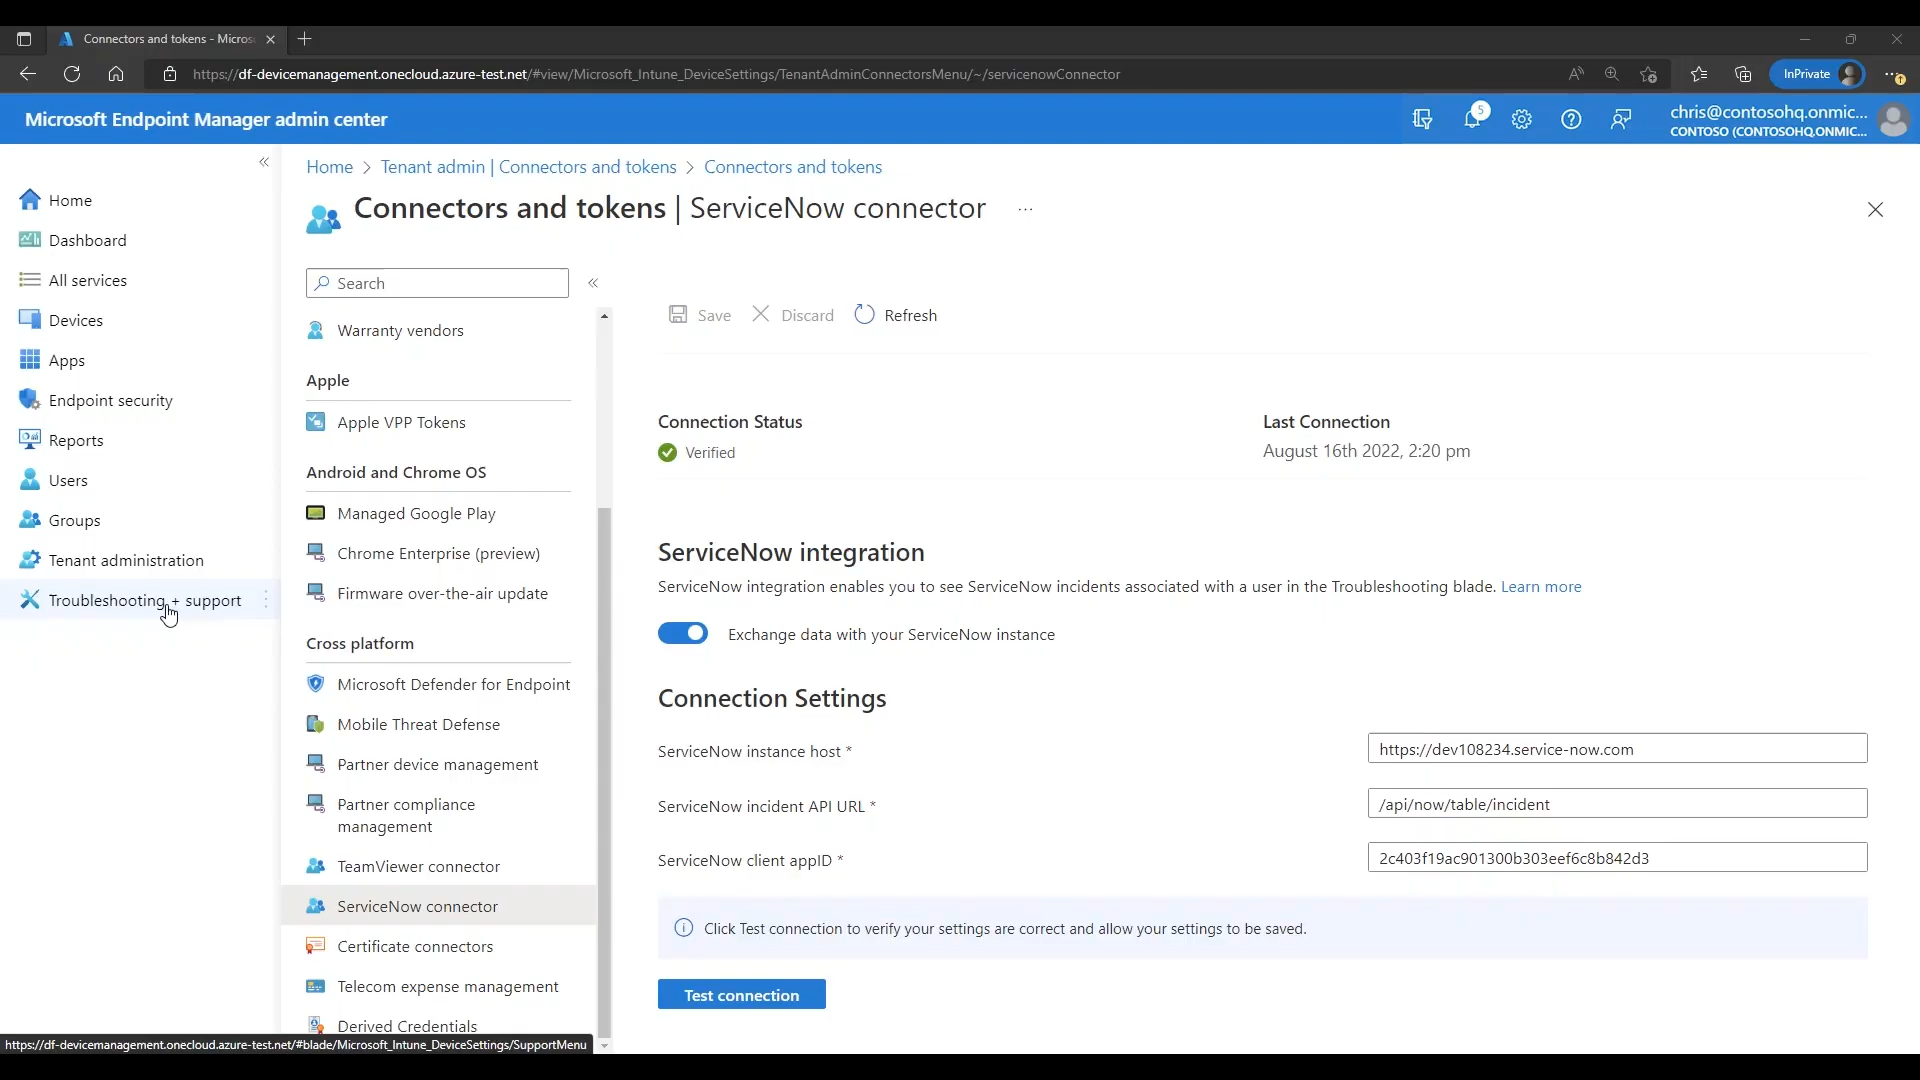 Connectors and tokens - Micros
https://df-devicemanagement.onecloud.azure-test.net/#view/Microsoft_Intune_DeviceSettings/TenantAdminConnectorsMenu/~/servicenowConnector
InPrivate
Microsoft Endpoint Manager admin center
5
chris@contosohq.onmic...
CONTOSO (CONTOSOHQ.ONMIC...
Home
Dashboard
All services
Devices
Apps
Endpoint security
Reports
Users
Groups
Tenant administration
Troubleshooting + support
Home > Tenant admin | Connectors and tokens > Connectors and tokens
Connectors and tokens | ServiceNow connector ...
Search
Warranty vendors
Apple
Apple VPP Tokens
Android and Chrome OS
Managed Google Play
Chrome Enterprise (preview)
Firmware over-the-air update
Cross platform
Microsoft Defender for Endpoint
Mobile Threat Defense
Partner device management
Partner compliance
management
TeamViewer connector
ServiceNow connector
Certificate connectors
Telecom expense management
Derived Credentials
Save Discard Refresh
Connection Status
Verified
Last Connection
August 16th 2022, 2:20 pm
ServiceNow integration
ServiceNow integration enables you to see ServiceNow incidents associated with a user in the Troubleshooting blade. Learn more
Exchange data with your ServiceNow instance
Connection Settings
ServiceNow instance host *
https://dev108234.service-now.com
ServiceNow incident API URL *
/api/now/table/incident
ServiceNow client appID *
2c403f19ac901300b303eef6c8b842d3
Click Test connection to verify your settings are correct and allow your settings to be saved.
Test connection
https://df-devicemanagement.onecloud.azure-test.net/#blade/Microsoft_Intune_DeviceSettings/SupportMenu